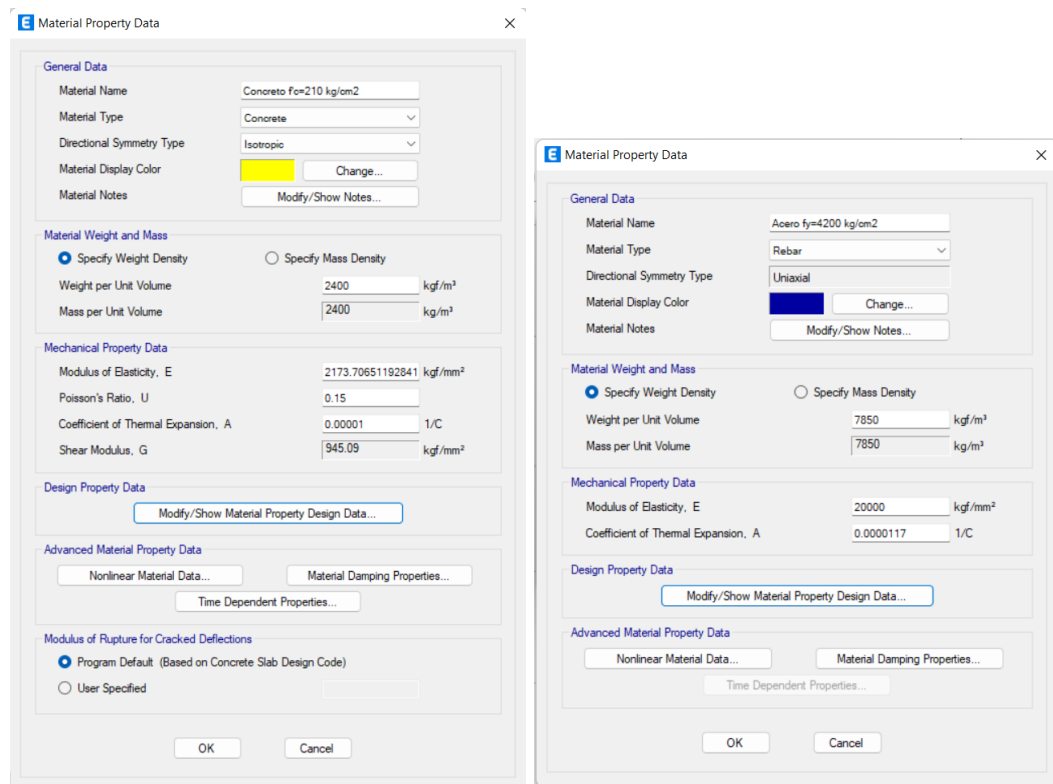 E Material Property Data
General Data
Material Name Concreto f'c=210 kg/cm2
Material Type Concrete
Directional Symmetry Type Isotropic
Material Display Color Change...
Material Notes Modify/Show Notes...
Material Weight and Mass
Specify Weight Density Specify Mass Density
Weight per Unit Volume 2400 kgf/m³
Mass per Unit Volume 2400 kg/m³
Mechanical Property Data
Modulus of Elasticity, E 2173.70651192841 kgf/mm²
Poisson's Ratio, U 0.15
Coefficient of Thermal Expansion, A 0.00001 1/C
Shear Modulus, G 945.09 kgf/mm²
Design Property Data
Modify/Show Material Property Design Data...
Advanced Material Property Data
Nonlinear Material Data... Material Damping Properties...
Time Dependent Properties...
Modulus of Rupture for Cracked Deflections
Program Default (Based on Concrete Slab Design Code)
User Specified
OK Cancel
E Material Property Data
General Data
Material Name Acero fy=4200 kg/cm2
Material Type Rebar
Directional Symmetry Type Uniaxial
Material Display Color Change...
Material Notes Modify/Show Notes...
Material Weight and Mass
Specify Weight Density Specify Mass Density
Weight per Unit Volume 7850 kgf/m³
Mass per Unit Volume 7850 kg/m³
Mechanical Property Data
Modulus of Elasticity, E 20000 kgf/mm²
Coefficient of Thermal Expansion, A 0.0000117 1/C
Design Property Data
Modify/Show Material Property Design Data...
Advanced Material Property Data
Nonlinear Material Data... Material Damping Properties...
Time Dependent Properties...
OK Cancel